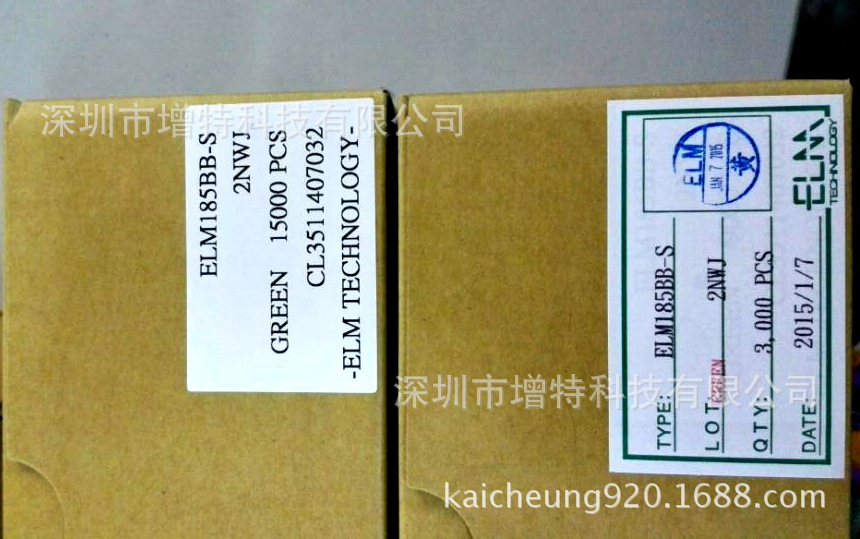 深圳市增特科技有限公司
ELM185BB-S
2NWJ
GREEN 15000 PCS
CL3511407032
-ELM TECHNOLOGY-
ELM
TECHNOLOGY
ELM
JAN 7 2015
黄
TYPE: ELM185BB-S
LOT: GREEN 2NWJ
QTY: 3,000 PCS
DATE: 2015/1/7
深圳市增特科技有限公司
kaicheung920.1688.com